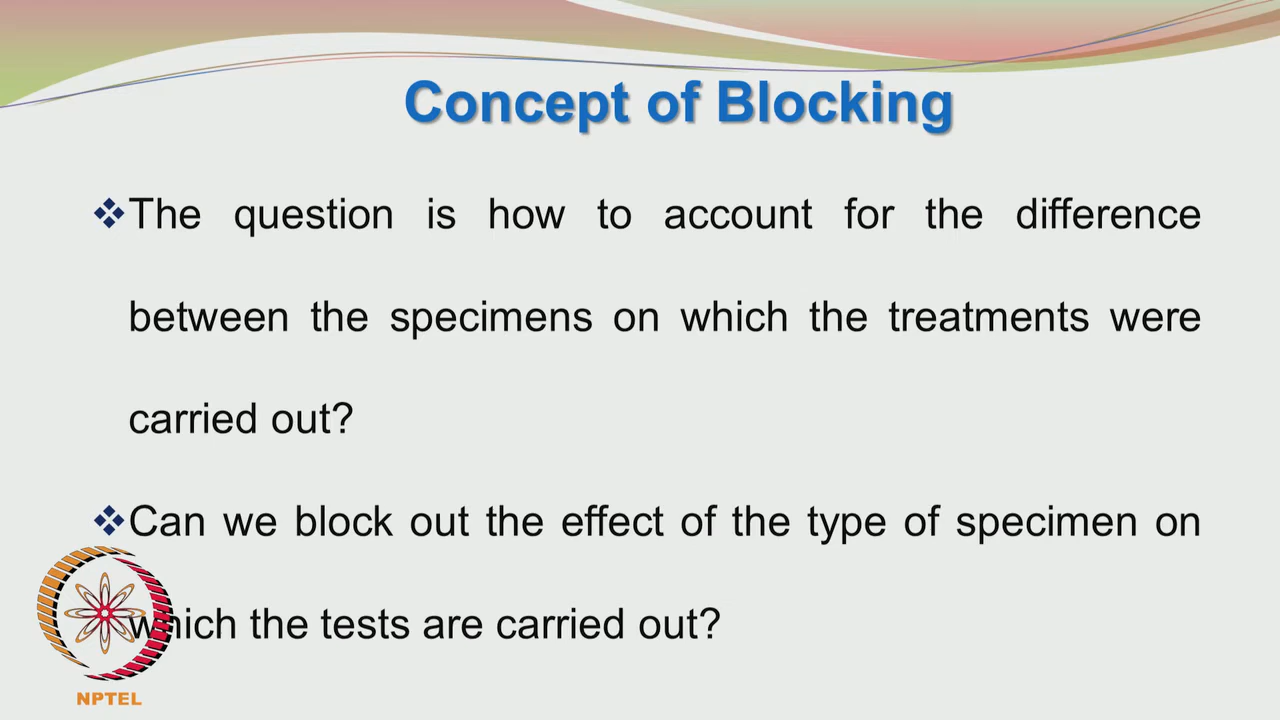 Concept of Blocking
❖The question is how to account for the difference
between the specimens on which the treatments were
carried out?
❖Can we block out the effect of the type of specimen on
which the tests are carried out?
NPTEL